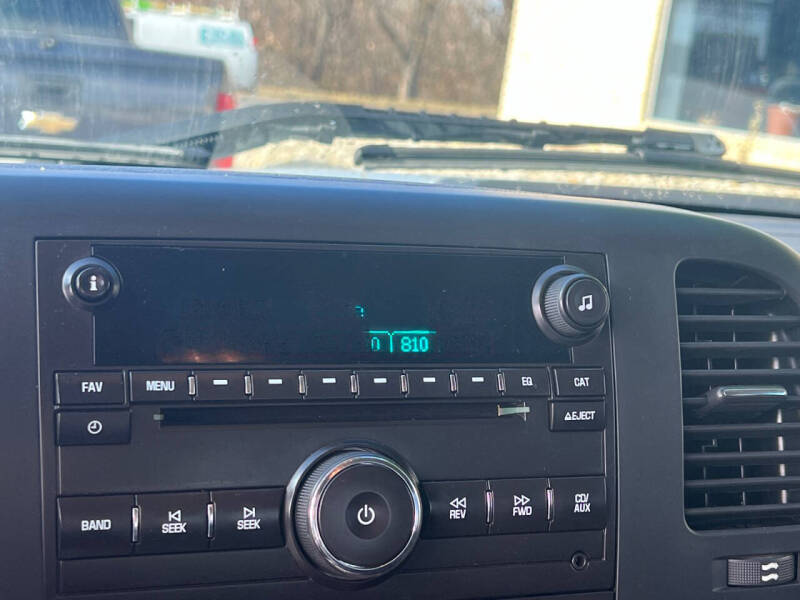 i
0 810
FAV MENU EQ CAT
EJECT
BAND SEEK SEEK REV FWD CD/
AUX